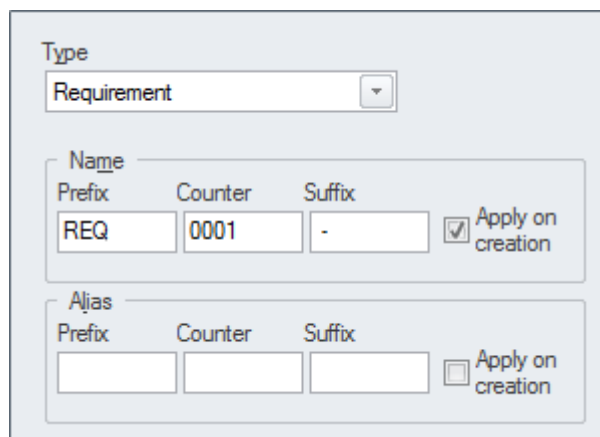 Type
Requirement
Name
Prefix Counter Suffix
REQ 0001 - Apply on
creation
Alias
Prefix Counter Suffix
Apply on
creation